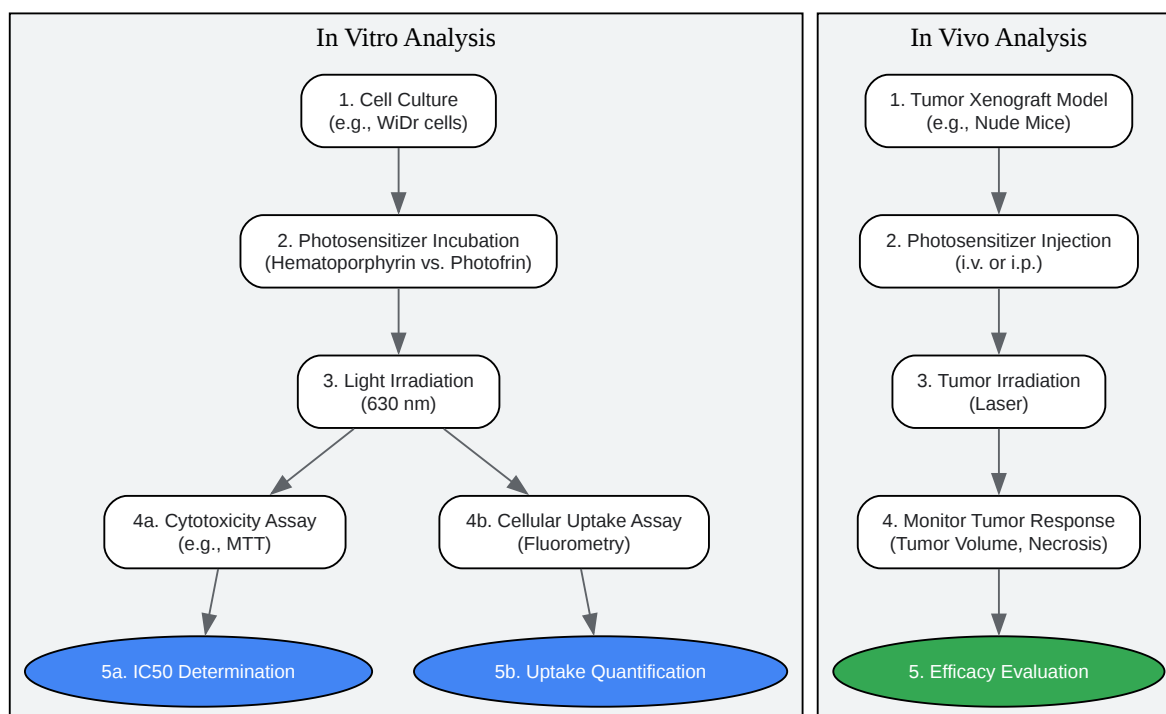 In Vitro Analysis
1. Cell Culture
(e.g., WiDr cells)
2. Photosensitizer Incubation
(Hematoporphyrin vs. Photofrin)
3. Light Irradiation
(630 nm)
4a. Cytotoxicity Assay
(e.g., MTT)
4b. Cellular Uptake Assay
(Fluorometry)
5a. IC50 Determination
5b. Uptake Quantification
In Vivo Analysis
1. Tumor Xenograft Model
(e.g., Nude Mice)
2. Photosensitizer Injection
(i.v. or i.p.)
3. Tumor Irradiation
(Laser)
4. Monitor Tumor Response
(Tumor Volume, Necrosis)
5. Efficacy Evaluation